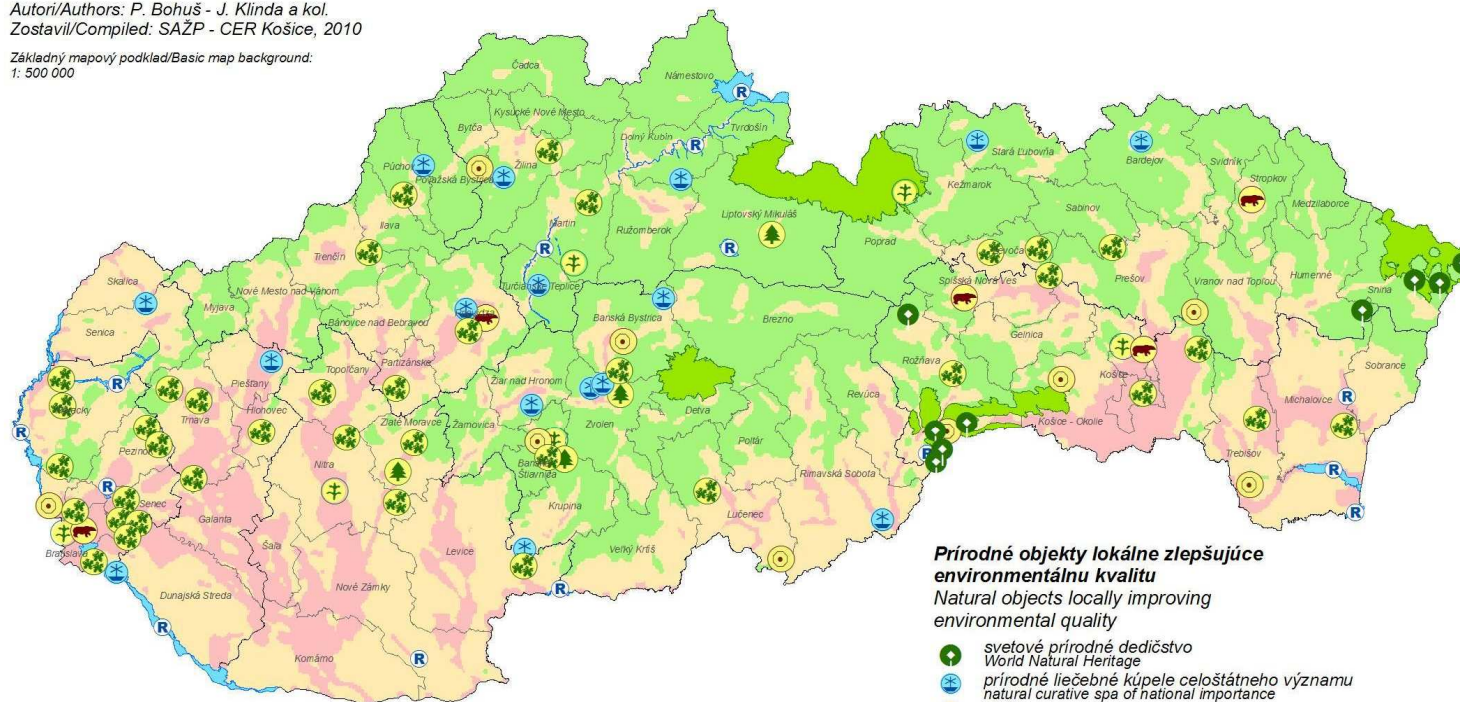 Autori/Authors: P. Bohuš - J. Klinda a kol.
Zostavil/Compiled: SAŽP - CER Košice, 2010
Základný mapový podklad/Basic map background:
1: 500 000
Čadca
Námestovo
Kysucké Nové Mesto
Bytča
Dolný Kubín
Tvrdošín
R
R
Stará Ľubovňa
Bardejov
Svidník
Žilina
Púchov
Považská Bystrica
Stropkov
Kežmarok
Medzilaborce
Sabinov
Ilava
Martin
Ružomberok
Liptovský Mikuláš
Poprad
Levoča
Trenčín
R
R
Prešov
Skalica
Spišská Nová Ves
Vranov nad Topľou
Humenné
Snina
Turčianske Teplice
Nové Mesto nad Váhom
Myjava
Senica
Bánovce nad Bebravou
Banská Bystrica
Brezno
Gelnica
Partizánske
Rožňava
Topoľčany
Piešťany
Žiar nad Hronom
Košice
Sobrance
R
Revúca
R
Hlohovec
Detva
Michalovce
Trnava
Zlaté Moravce
Žarnovica
Zvolen
Košice - Okolie
R
Pezinok
Poltár
Nitra
Banská Štiavnica
R
Trebišov
Rimavská Sobota
R
R
Senec
Krupina
Lučenec
Galanta
R
Šaľa
Levice
Veľký Krtíš
Bratislava
Nové Zámky
R
Dunajská Streda
R
Komárno
R
Prírodné objekty lokálne zlepšujúce
environmentálnu kvalitu
Natural objects locally improving
environmental quality
svetové prírodné dedičstvo
World Natural Heritage
prírodné liečebné kúpele celoštátneho významu
natural curative spa of national importance